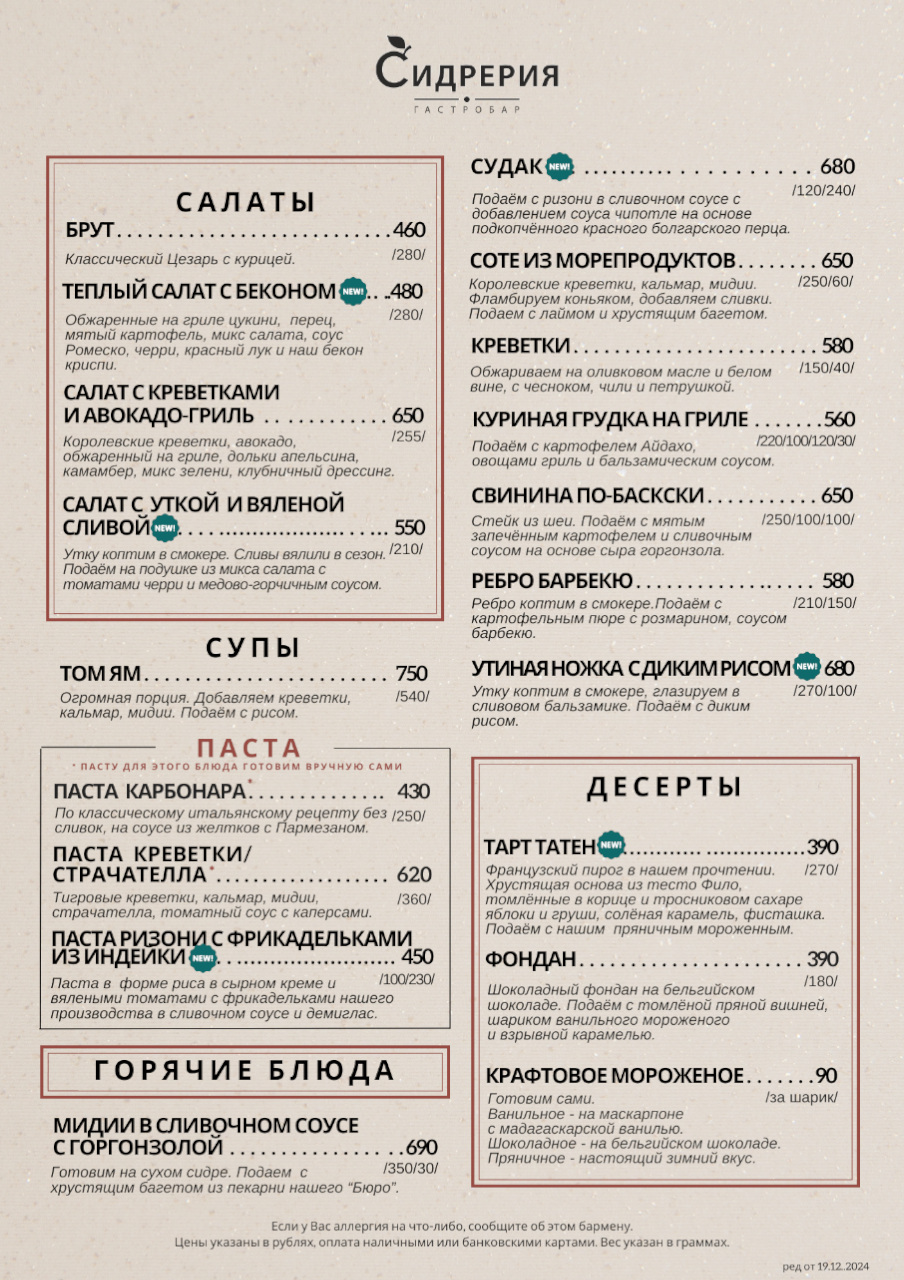 Сидрерия
ГАСТРОБАР
САЛАТЫ
БРУТ............................460
Классический Цезарь с курицей. /280/
ТЕПЛЫЙ САЛАТ С БЕКОНОМ NEW! .. ..480
Обжаренные на гриле цукини, перец, /280/
мятый картофель, микс салата, соус
Ромеско, черри, красный лук и наш бекон
криспи.
САЛАТ С КРЕВЕТКАМИ
И АВОКАДО-ГРИЛЬ ............ 650
Королевские креветки, авокадо, /255/
обжаренный на гриле, дольки апельсина,
камамбер, микс зелени, клубничный дрессинг.
САЛАТ С УТКОЙ И ВЯЛЕНОЙ
СЛИВОЙ NEW! ........................... 550
Утку коптим в смокере. Сливы вялили в сезон. /210/
Подаём на подушке из микса салата с
томатами черри и медово-горчичным соусом.
СУПЫ
ТОМ ЯМ........................ 750
Огромная порция. Добавляем креветки, /540/
кальмар, мидии. Подаём с рисом.
ПАСТА
* ПАСТУ ДЛЯ ЭТОГО БЛЮДА ГОТОВИМ ВРУЧНУЮ САМИ
ПАСТА КАРБОНАРА*............. 430
По классическому итальянскому рецепту без /250/
сливок, на соусе из желтков с Пармезаном.
ПАСТА КРЕВЕТКИ/
СТРАЧАТЕЛЛА*................. 620
Тигровые креветки, кальмар, мидии, /360/
страчателла, томатный соус с каперсами.
ПАСТА РИЗОНИ С ФРИКАДЕЛЬКАМИ
ИЗ ИНДЕЙКИ NEW! ........................... 450
Паста в форме риса в сырном креме и /100/230/
вялеными томатами с фрикадельками нашего
производства в сливочном соусе и демиглас.
ГОРЯЧИЕ БЛЮДА
МИДИИ В СЛИВОЧНОМ СОУСЕ
С ГОРГОНЗОЛОЙ .................690
Готовим на сухом сидре. Подаем с /350/30/
хрустящим багетом из пекарни нашего “Бюро”.
СУДАК NEW! ..................... 680
/120/240/
Подаём с ризони в сливочном соусе с
добавлением соуса чипотле на основе
подкопчённого красного болгарского перца.
СОТЕ ИЗ МОРЕПРОДУКТОВ........ 650
Королевские креветки, кальмар, мидии. /250/60/
Фламбируем коньяком, добавляем сливки.
Подаем с лаймом и хрустящим багетом.
КРЕВЕТКИ........................ 580
Обжариваем на оливковом масле и белом /150/40/
вине, с чесноком, чили и петрушкой.
КУРИНАЯ ГРУДКА НА ГРИЛЕ .......560
Подаём с картофелем Айдахо, /220/100/120/30/
овощами гриль и бальзамическим соусом.
СВИНИНА ПО-БАСКСКИ........... 650
Стейк из шеи. Подаём с мятым /250/100/100/
запечённым картофелем и сливочным
соусом на основе сыра горгонзола.
РЕБРО БАРБЕКЮ.................. 580
Ребро коптим в смокере.Подаём с /210/150/
картофельным пюре с розмарином, соусом
барбекю.
УТИНАЯ НОЖКА С ДИКИМ РИСОМ NEW! 680
Утку коптим в смокере, глазируем в /270/100/
сливовом бальзамике. Подаём с диким
рисом.
ДЕСЕРТЫ
ТАРТ ТАТЕН NEW! ............ ...............390
Французский пирог в нашем прочтении. /270/
Хрустящая основа из тесто Фило,
томлённые в корице и тросниковом сахаре
яблоки и груши, солёная карамель, фисташка.
Подаём с нашим пряничным мороженным.
ФОНДАН.......................390
Шоколадный фондан на бельгийском /180/
шоколаде. Подаём с томлёной пряной вишней,
шариком ванильного мороженого
и взрывной карамелью.
КРАФТОВОЕ МОРОЖЕНОЕ.......90
Готовим сами. /за шарик/
Ванильное - на маскарпоне
с мадагаскарской ванилью.
Шоколадное - на бельгийском шоколаде.
Пряничное - настоящий зимний вкус.
Если у Вас аллергия на что-либо, сообщите об этом бармену.
Цены указаны в рублях, оплата наличными или банковскими картами. Вес указан в граммах.
ред от 19.12..2024